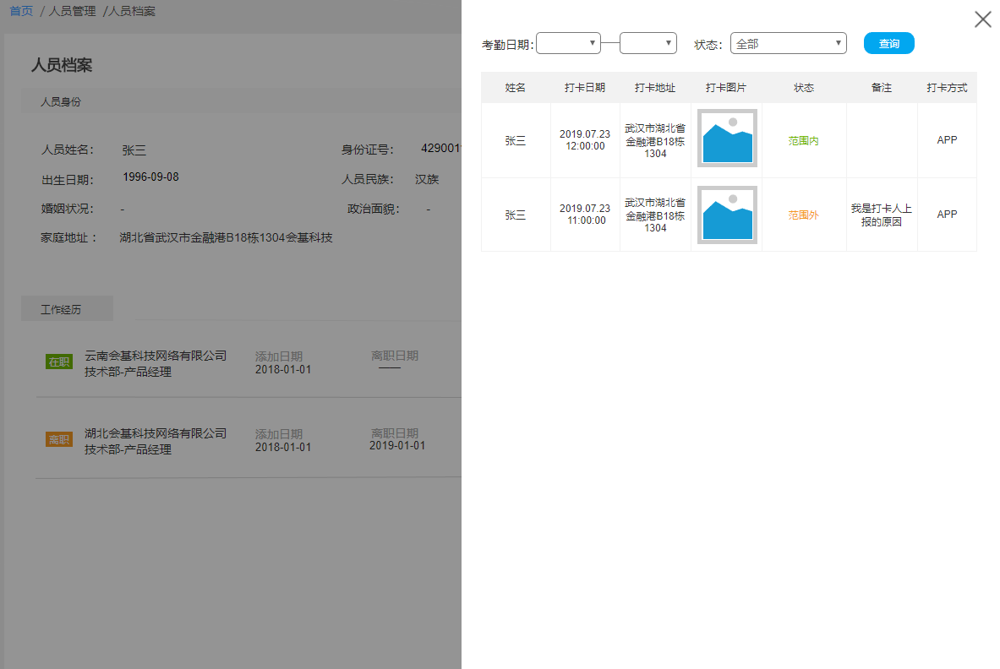 首页 / 人员管理 /人员档案
人员档案
人员身份
人员姓名： 张三 身份证号： 429001
出生日期： 1996-09-08 人员民族： 汉族
婚姻状况： - 政治面貌： -
家庭地址 ： 湖北省武汉市金融港B18栋1304会基科技
工作经历
在职 云南会基科技网络有限公司 添加日期 离职日期
技术部-产品经理 2018-01-01 ——
离职 湖北会基科技网络有限公司 添加日期 离职日期
技术部-产品经理 2018-01-01 2019-01-01
考勤日期： 状态： 全部 查询
姓名 打卡日期 打卡地址 打卡图片 状态 备注 打卡方式
张三
2019.07.23
12:00:00
武汉市湖北省
金融港B18栋
1304
范围内
APP
张三
2019.07.23
11:00:00
武汉市湖北省
金融港B18栋
1304
范围外
我是打卡人上
报的原因
APP